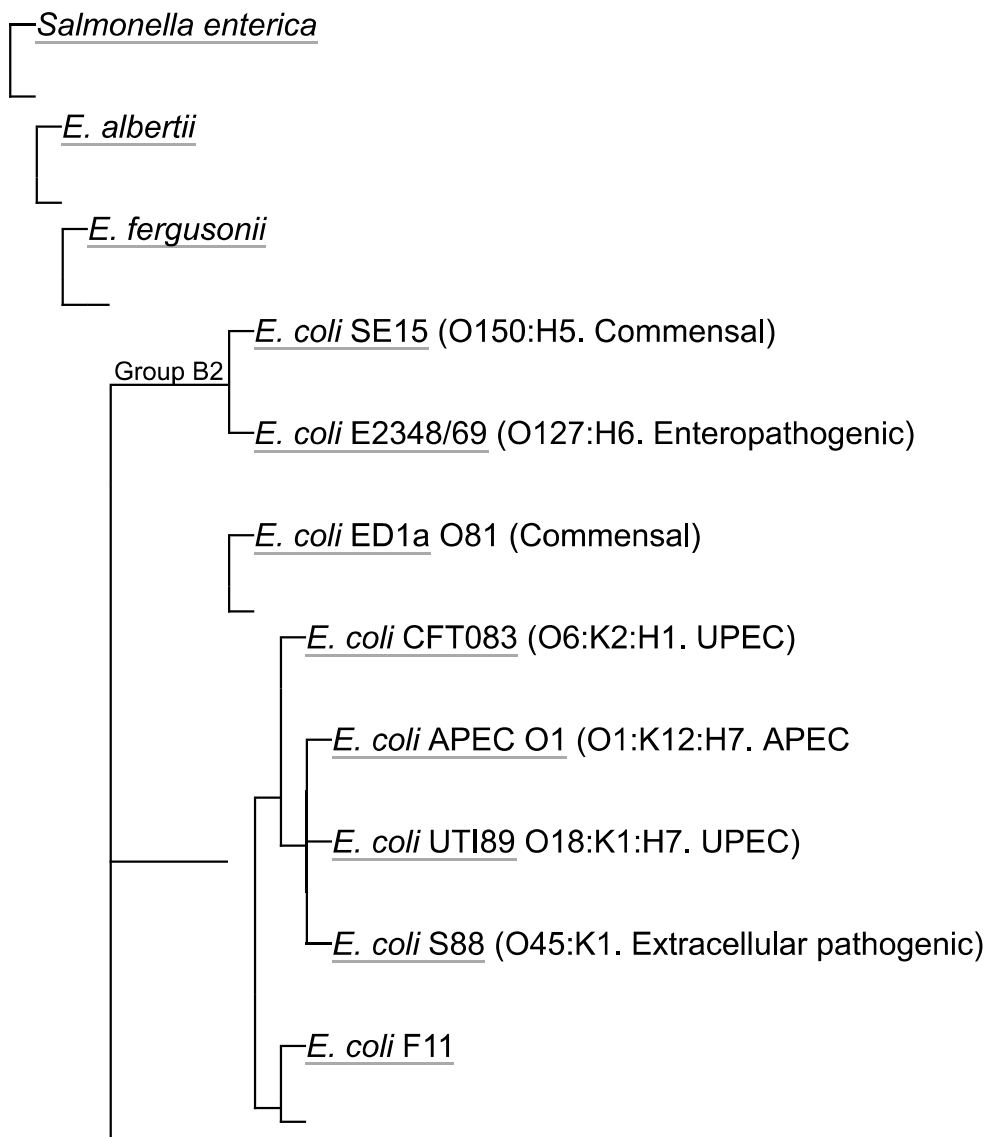 Salmonella enterica
E. albertii
E. fergusonii
E. coli SE15 (O150:H5. Commensal)
Group B2
E. coli E2348/69 (O127:H6. Enteropathogenic)
E. coli ED1a O81 (Commensal)
E. coli CFT083 (O6:K2:H1. UPEC)
E. coli APEC O1 (O1:K12:H7. APEC
E. coli UTI89 O18:K1:H7. UPEC)
E. coli S88 (O45:K1. Extracellular pathogenic)
E. coli F11